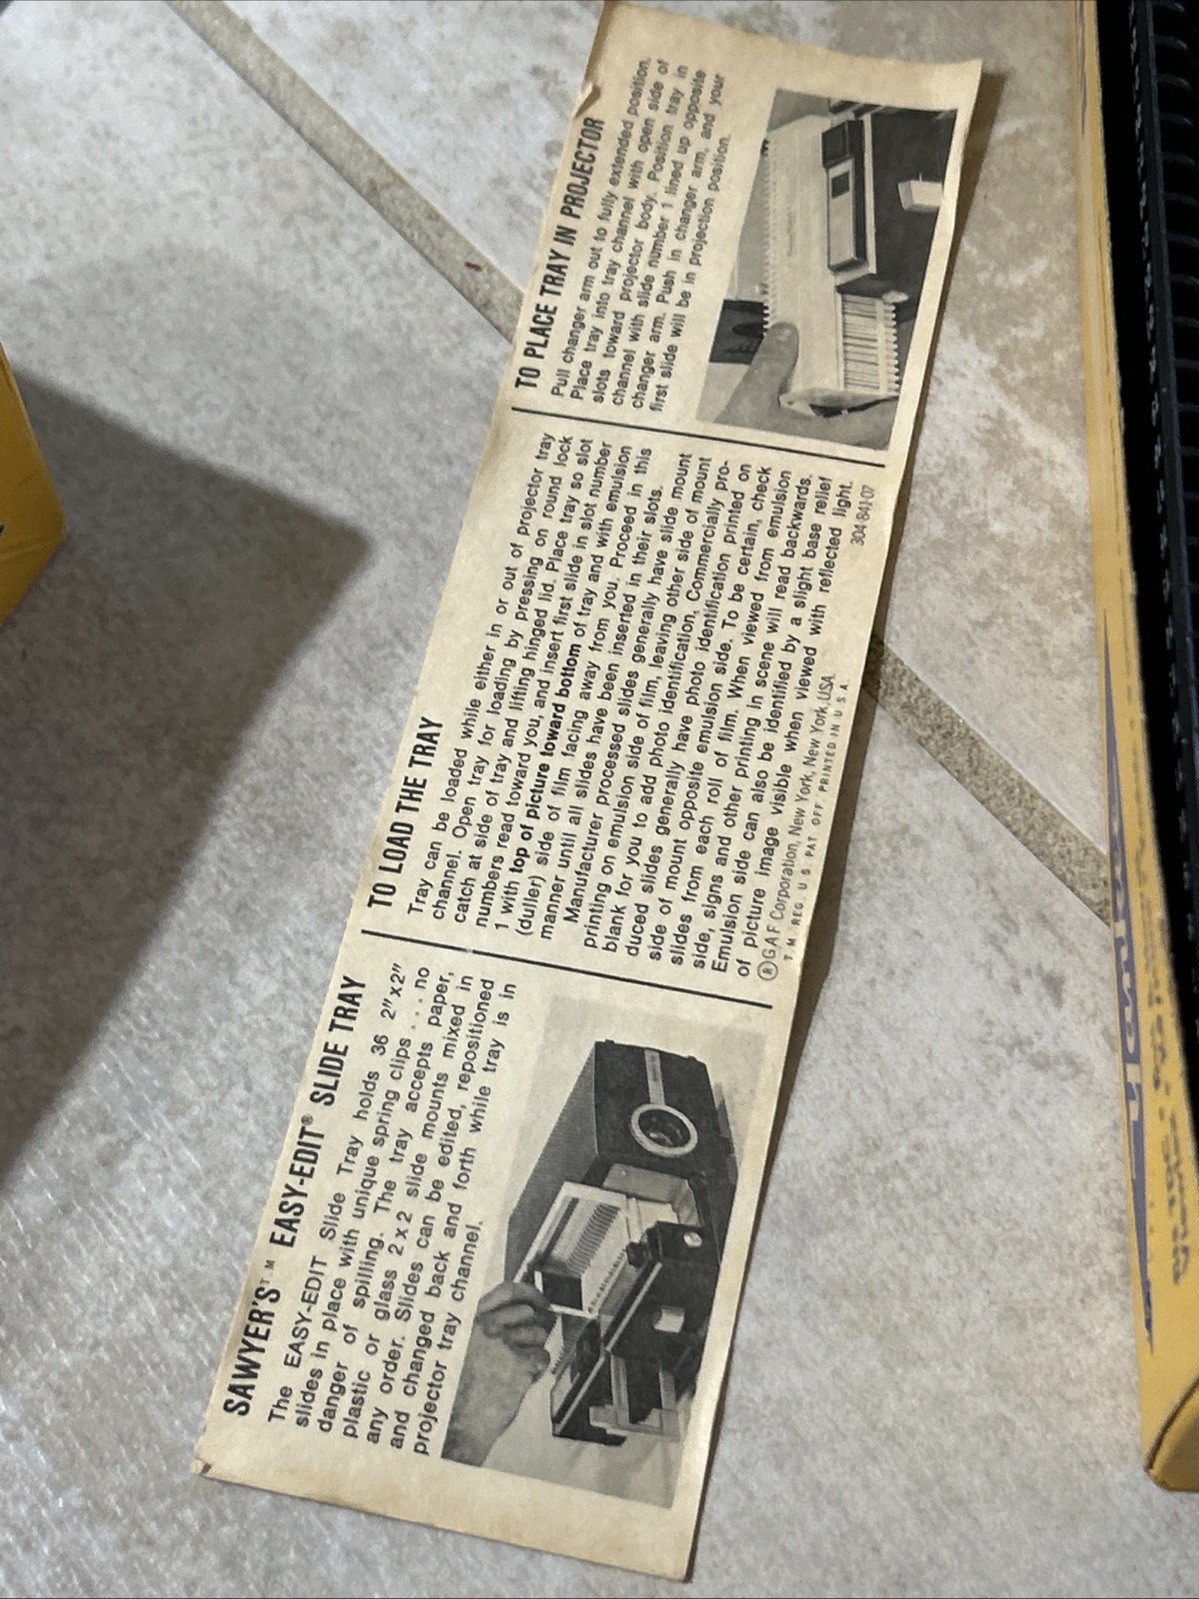 SAWYER'S™ EASY-EDIT® SLIDE TRAY
The EASY-EDIT Slide Tray holds 36 2"x2"
slides in place with unique spring clips . . . no
danger of spilling. The tray accepts paper,
plastic or glass 2x2 slide mounts mixed in
any order. Slides can be edited, repositioned
and changed back and forth while tray is in
projector tray channel.
TO LOAD THE TRAY
Tray can be loaded while either in or out of projector tray
channel. Open tray for loading by pressing on round lock
catch at side of tray and lifting hinged lid. Place tray so slot
numbers read toward you, and insert first slide in slot number
1 with top of picture toward bottom of tray and with emulsion
(duller) side of film facing away from you. Proceed in this
manner until all slides have been inserted in their slots.
Manufacturer processed slides generally have slide mount
printing on emulsion side of film, leaving other side of mount
blank for you to add photo identification. Commercially pro-
duced slides generally have photo identification printed on
side of mount opposite emulsion side. To be certain, check
slides from each roll of film. When viewed from emulsion
side, signs and other printing in scene will read backwards.
Emulsion side can also be identified by a slight base relief
of picture image visible when viewed with reflected light.
®GAF Corporation, New York, New York, USA
T.M. REG. U.S. PAT. OFF. PRINTED IN U.S.A.
304-841-07
TO PLACE TRAY IN PROJECTOR
Pull changer arm out to fully extended position.
Place tray into tray channel with open side of
slots toward projector body. Position tray in
channel with slide number 1 lined up opposite
changer arm. Push in changer arm, and your
first slide will be in projection position.